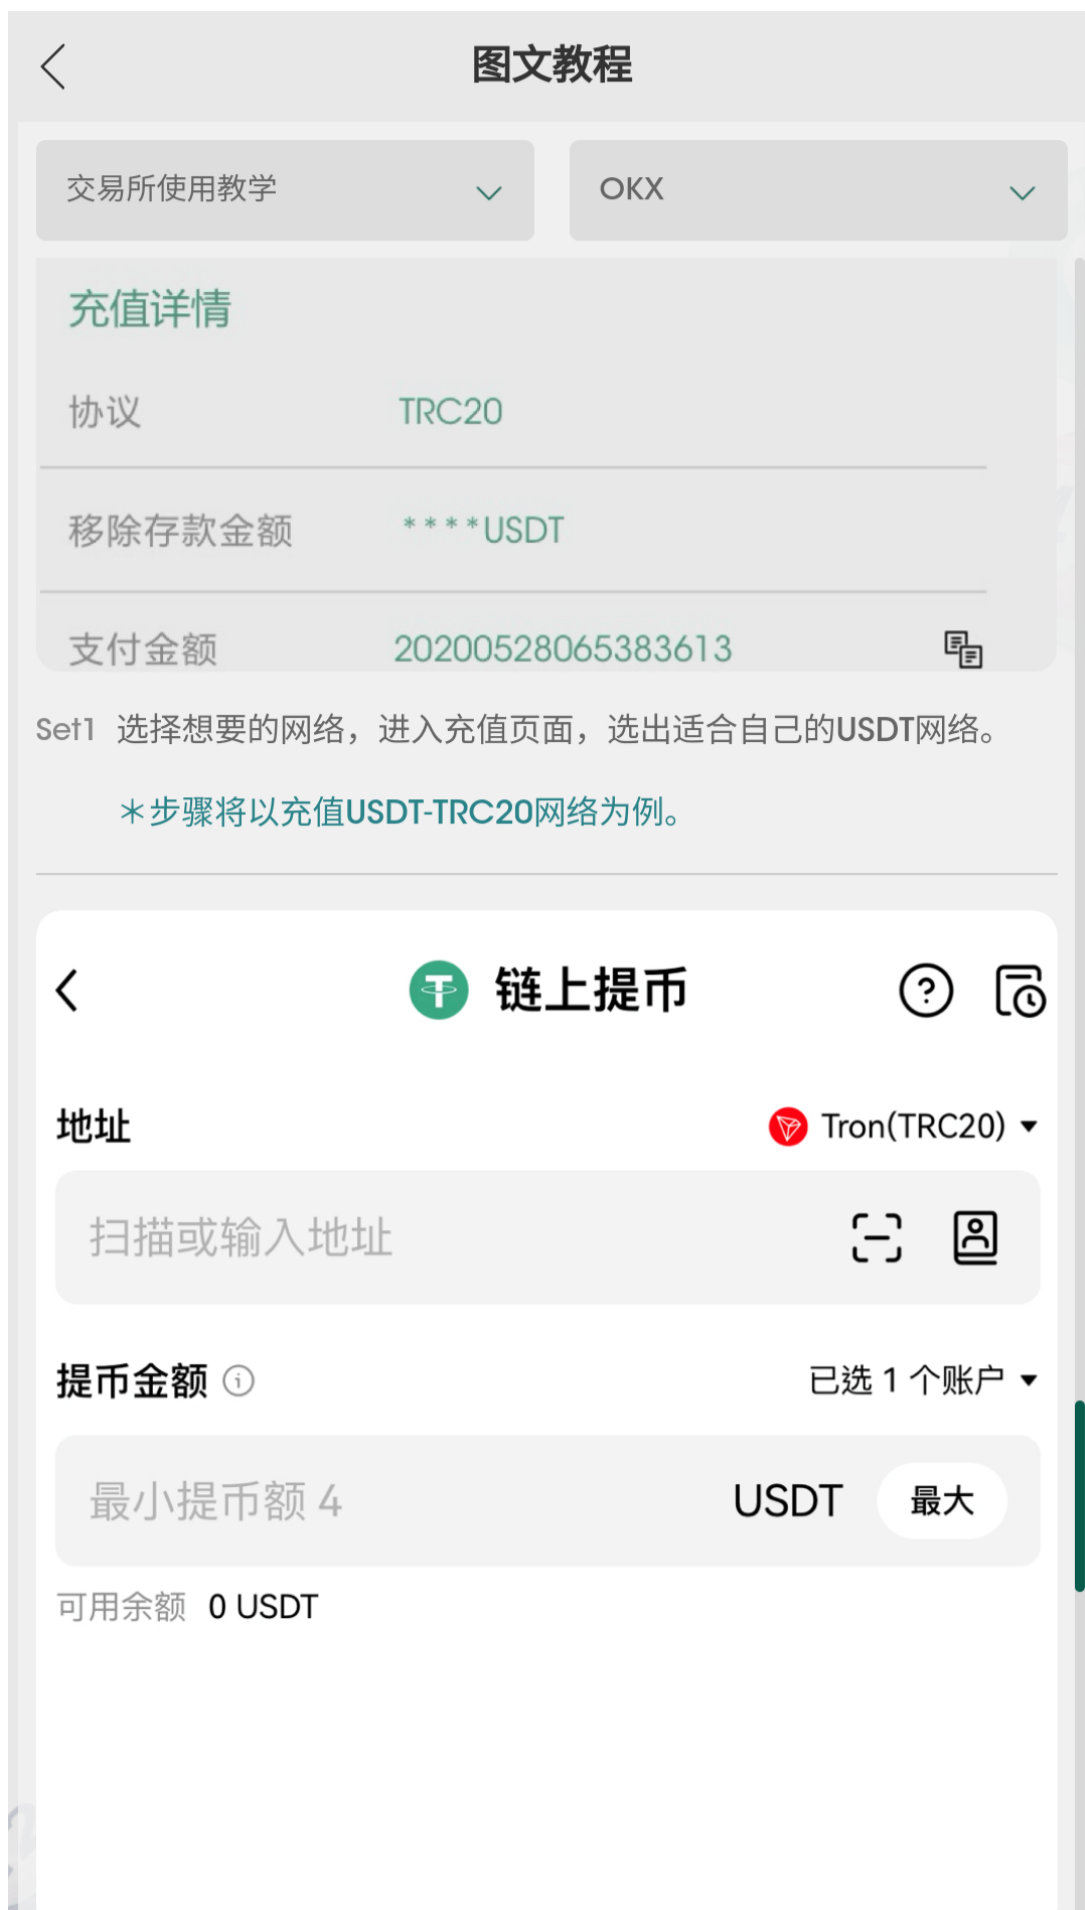 图文教程
交易所使用教学
OKX
充值详情
协议 TRC20
移除存款金额 ****USDT
支付金额 20200528065383613
Set1 选择想要的网络，进入充值页面，选出适合自己的USDT网络。
＊步骤将以充值USDT-TRC20网络为例。
链上提币
地址 Tron(TRC20)
扫描或输入地址
提币金额 已选 1 个账户
最小提币额 4 USDT 最大
可用余额 0 USDT